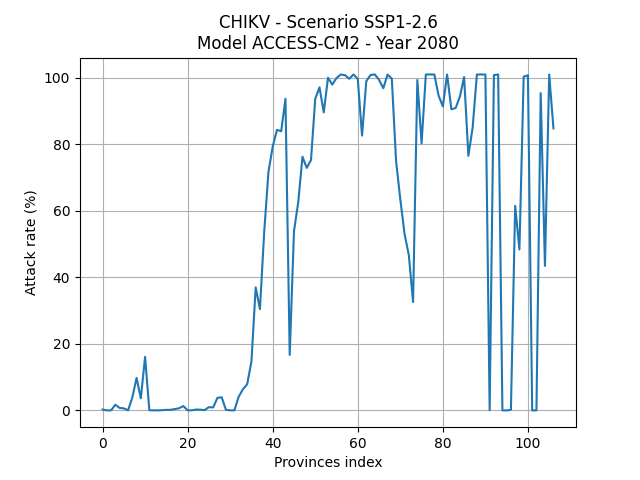 CHIKV - Scenario SSP1-2.6
Model ACCESS-CM2 - Year 2080
100
80
60
40
20
0
Attack rate (%)
0 20 40 60 80 100
Provinces index